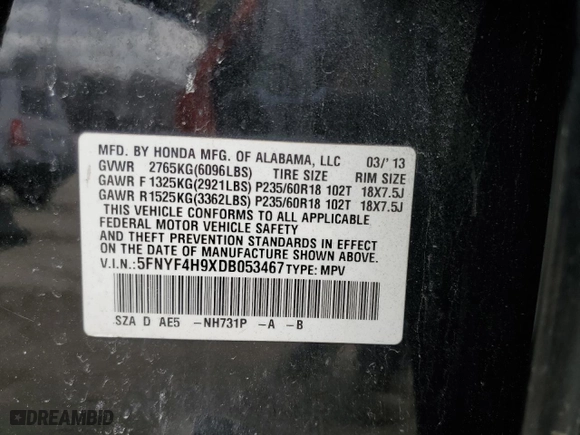 MFD. BY HONDA MFG. OF ALABAMA, LLC 03/'13
GVWR 2765KG(6096LBS) TIRE SIZE RIM SIZE
GAWR F 1325KG(2921LBS) P235/60R18 102T 18X7.5J
GAWR R1525KG(3362LBS) P235/60R18 102T 18X7.5J
THIS VEHICLE CONFORMS TO ALL APPLICABLE
FEDERAL MOTOR VEHICLE SAFETY
AND THEFT PREVENTION STANDARDS IN EFFECT
ON THE DATE OF MANUFACTURE SHOWN ABOVE.
V.I.N.:5FNYF4H9XDB053467 TYPE: MPV
SZA D AE5 -NH731P -A -B
DREAMBID